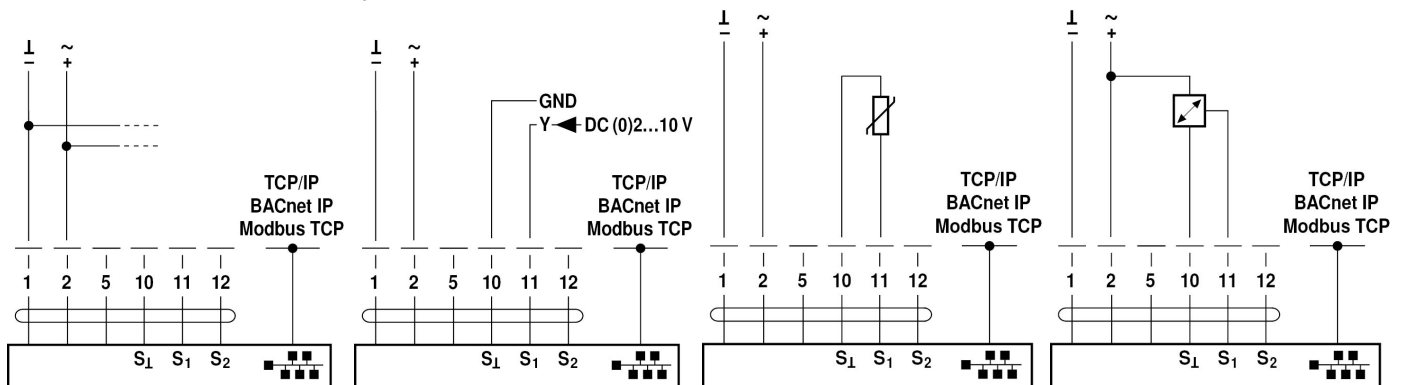 ⊥ ~
− +
TCP/IP
BACnet IP
Modbus TCP
1 2 5 10 11 12
S⊥ S1 S2
⊥ ~
− +
GND
Y DC (0)2…10 V
TCP/IP
BACnet IP
Modbus TCP
1 2 5 10 11 12
S⊥ S1 S2
⊥ ~
− +
TCP/IP
BACnet IP
Modbus TCP
1 2 5 10 11 12
S⊥ S1 S2
⊥ ~
− +
TCP/IP
BACnet IP
Modbus TCP
1 2 5 10 11 12
S⊥ S1 S2